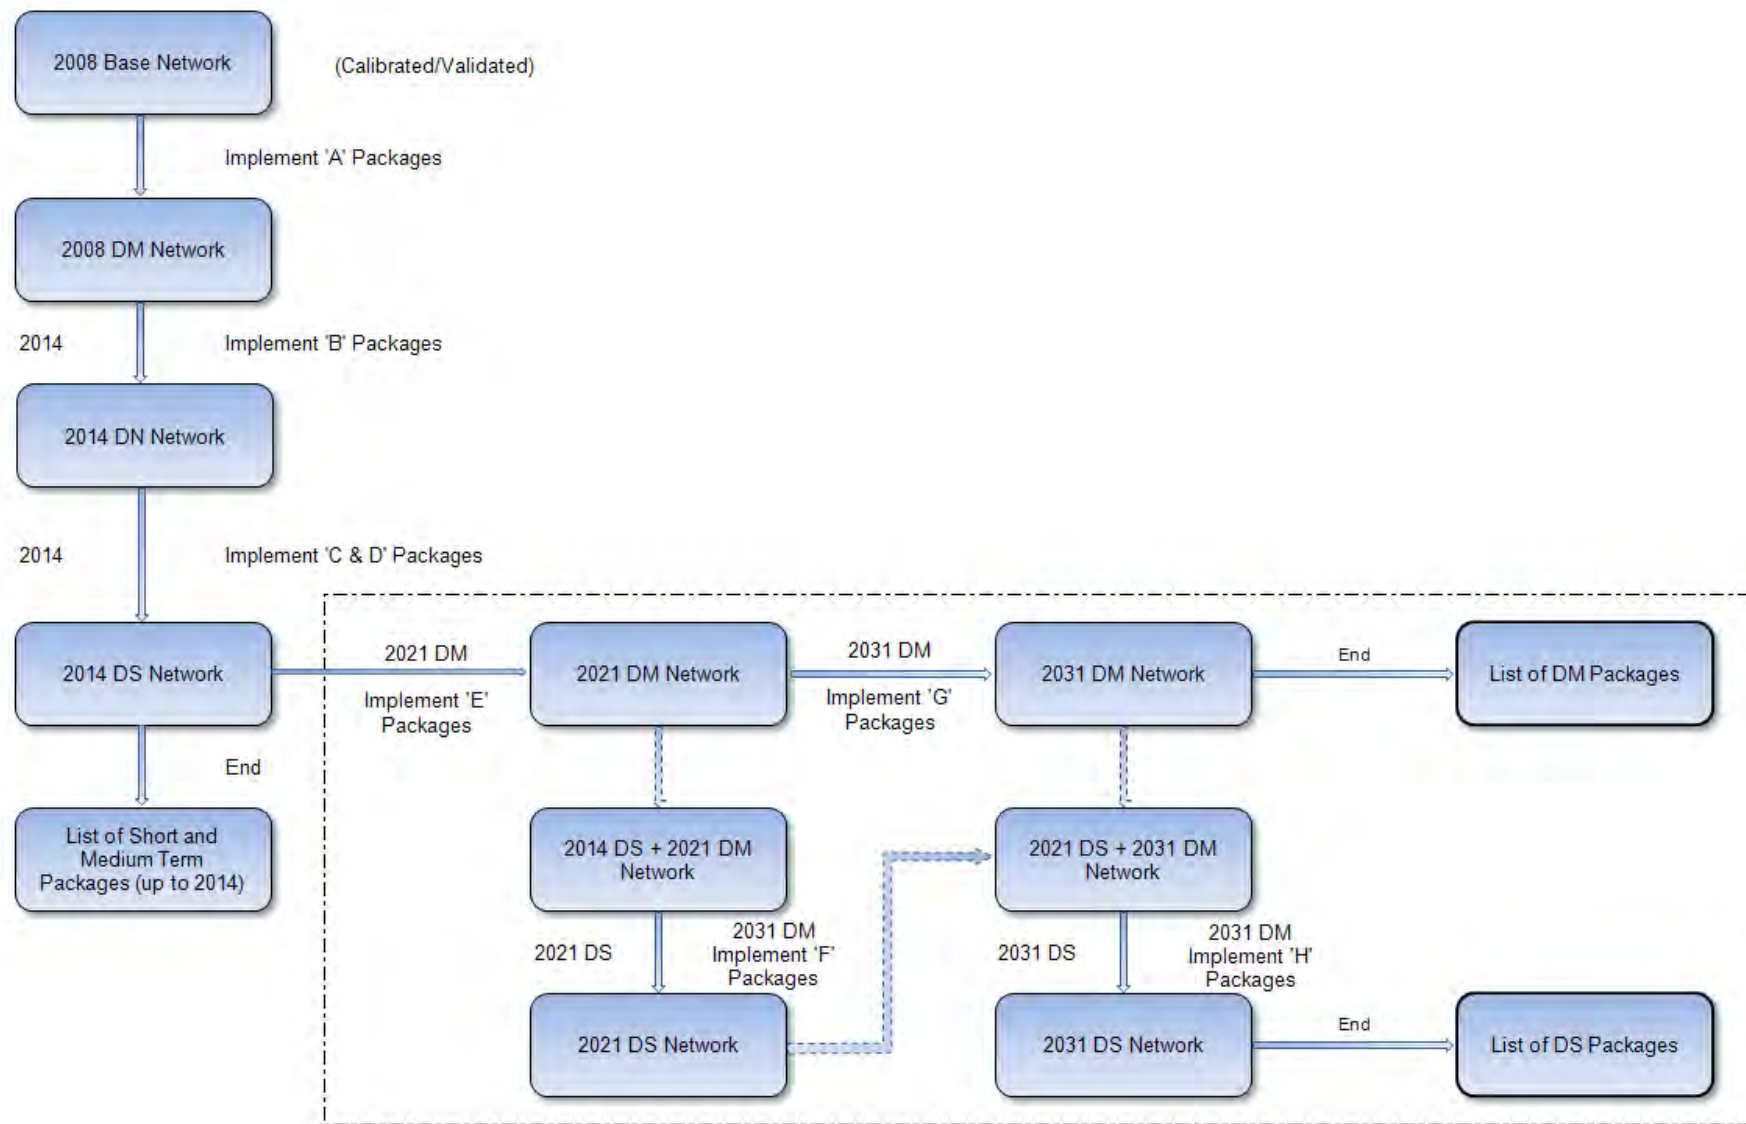 2008 Base Network
(Calibrated/Validated)
Implement 'A' Packages
2008 DM Network
2014
Implement 'B' Packages
2014 DN Network
2014
Implement 'C & D' Packages
2014 DS Network
2021 DM
Implement 'E'
Packages
2021 DM Network
2031 DM
Implement 'G'
Packages
2031 DM Network
End
List of DM Packages
End
List of Short and
Medium Term
Packages (up to 2014)
2014 DS + 2021 DM
Network
2021 DS + 2031 DM
Network
2021 DS
2031 DM
Implement 'F'
Packages
2031 DS
2031 DM
Implement 'H'
Packages
2021 DS Network
2031 DS Network
End
List of DS Packages